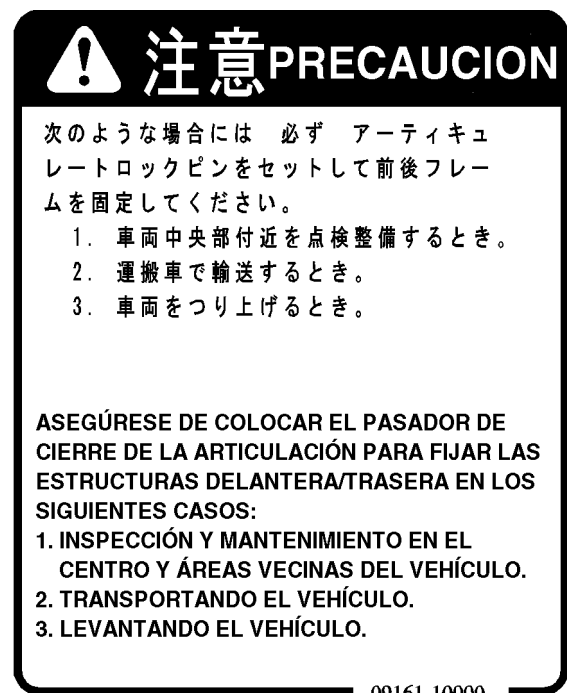 注意PRECAUCION
次のような場合には　必ず　アーティキュ
レートロックピンをセットして前後フレー
ムを固定してください。
1. 車両中央部付近を点検整備するとき。
2. 運搬車で輸送するとき。
3. 車両をつり上げるとき。
ASEGÚRESE DE COLOCAR EL PASADOR DE
CIERRE DE LA ARTICULACIÓN PARA FIJAR LAS
ESTRUCTURAS DELANTERA/TRASERA EN LOS
SIGUIENTES CASOS:
1. INSPECCIÓN Y MANTENIMIENTO EN EL
CENTRO Y ÁREAS VECINAS DEL VEHÍCULO.
2. TRANSPORTANDO EL VEHÍCULO.
3. LEVANTANDO EL VEHÍCULO.
09161-10000